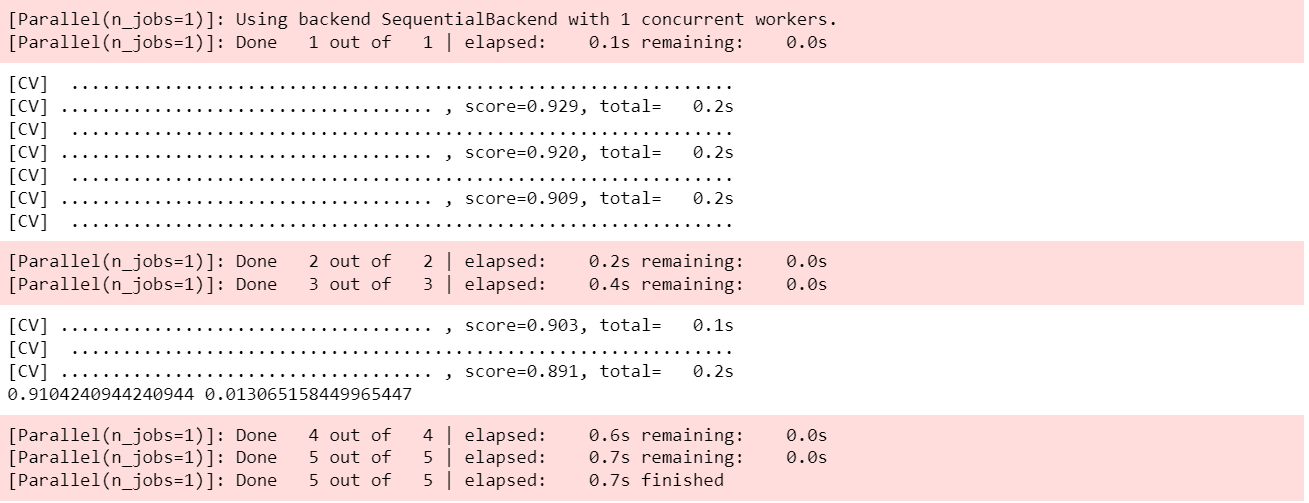 [Parallel(n_jobs=1)]: Using backend SequentialBackend with 1 concurrent workers.
[Parallel(n_jobs=1)]: Done   1 out of   1 | elapsed:    0.1s remaining:    0.0s
[CV]  ................................................................
[CV] .................................... , score=0.929, total=   0.2s
[CV]  ................................................................
[CV] .................................... , score=0.920, total=   0.2s
[CV]  ................................................................
[CV] .................................... , score=0.909, total=   0.2s
[CV]  ................................................................
[Parallel(n_jobs=1)]: Done   2 out of   2 | elapsed:    0.2s remaining:    0.0s
[Parallel(n_jobs=1)]: Done   3 out of   3 | elapsed:    0.4s remaining:    0.0s
[CV] .................................... , score=0.903, total=   0.1s
[CV]  ................................................................
[CV] .................................... , score=0.891, total=   0.2s
0.9104240944240944 0.013065158449965447
[Parallel(n_jobs=1)]: Done   4 out of   4 | elapsed:    0.6s remaining:    0.0s
[Parallel(n_jobs=1)]: Done   5 out of   5 | elapsed:    0.7s remaining:    0.0s
[Parallel(n_jobs=1)]: Done   5 out of   5 | elapsed:    0.7s finished